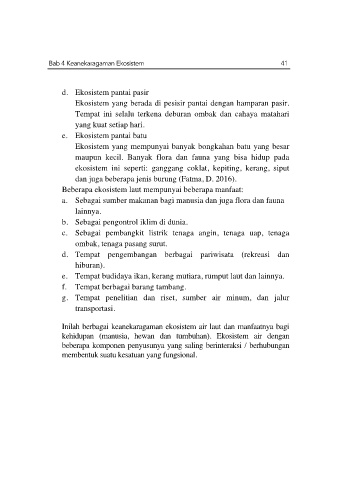 Bab 4 Keanekaragaman Ekosistem 41
d. Ekosistem pantai pasir
Ekosistem yang berada di pesisir pantai dengan hamparan pasir.
Tempat ini selalu terkena deburan ombak dan cahaya matahari
yang kuat setiap hari.
e. Ekosistem pantai batu
Ekosistem yang mempunyai banyak bongkahan batu yang besar
maupun kecil. Banyak flora dan fauna yang bisa hidup pada
ekosistem ini seperti: ganggang coklat, kepiting, kerang, siput
dan juga beberapa jenis burung (Fatma, D. 2016).
Beberapa ekosistem laut mempunyai beberapa manfaat:
a. Sebagai sumber makanan bagi manusia dan juga flora dan fauna
lainnya.
b. Sebagai pengontrol iklim di dunia.
c. Sebagai pembangkit listrik tenaga angin, tenaga uap, tenaga
ombak, tenaga pasang surut.
d. Tempat pengembangan berbagai pariwisata (rekreasi dan
hiburan).
e. Tempat budidaya ikan, kerang mutiara, rumput laut dan lainnya.
f. Tempat berbagai barang tambang.
g. Tempat penelitian dan riset, sumber air minum, dan jalur
transportasi.
Inilah berbagai keanekaragaman ekosistem air laut dan manfaatnya bagi
kehidupan (manusia, hewan dan tumbuhan). Ekosistem air dengan
beberapa komponen penyusunya yang saling berinteraksi / berhubungan
membentuk suatu kesatuan yang fungsional.